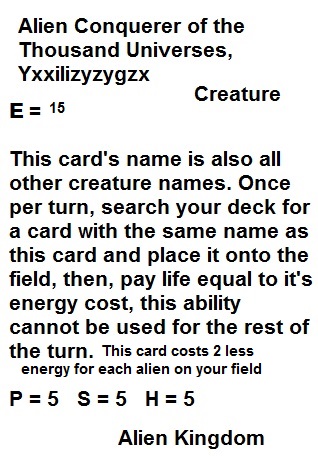 Alien Conquerer of the
Thousand Universes,
Yxxilizyzygzx
Creature
E = 15
This card's name is also all
other creature names. Once
per turn, search your deck for
a card with the same name as
this card and place it onto the
field, then, pay life equal to it's
energy cost, this ability
cannot be used for the rest of
the turn. This card costs 2 less
energy for each alien on your field
P = 5 S = 5 H = 5
Alien Kingdom